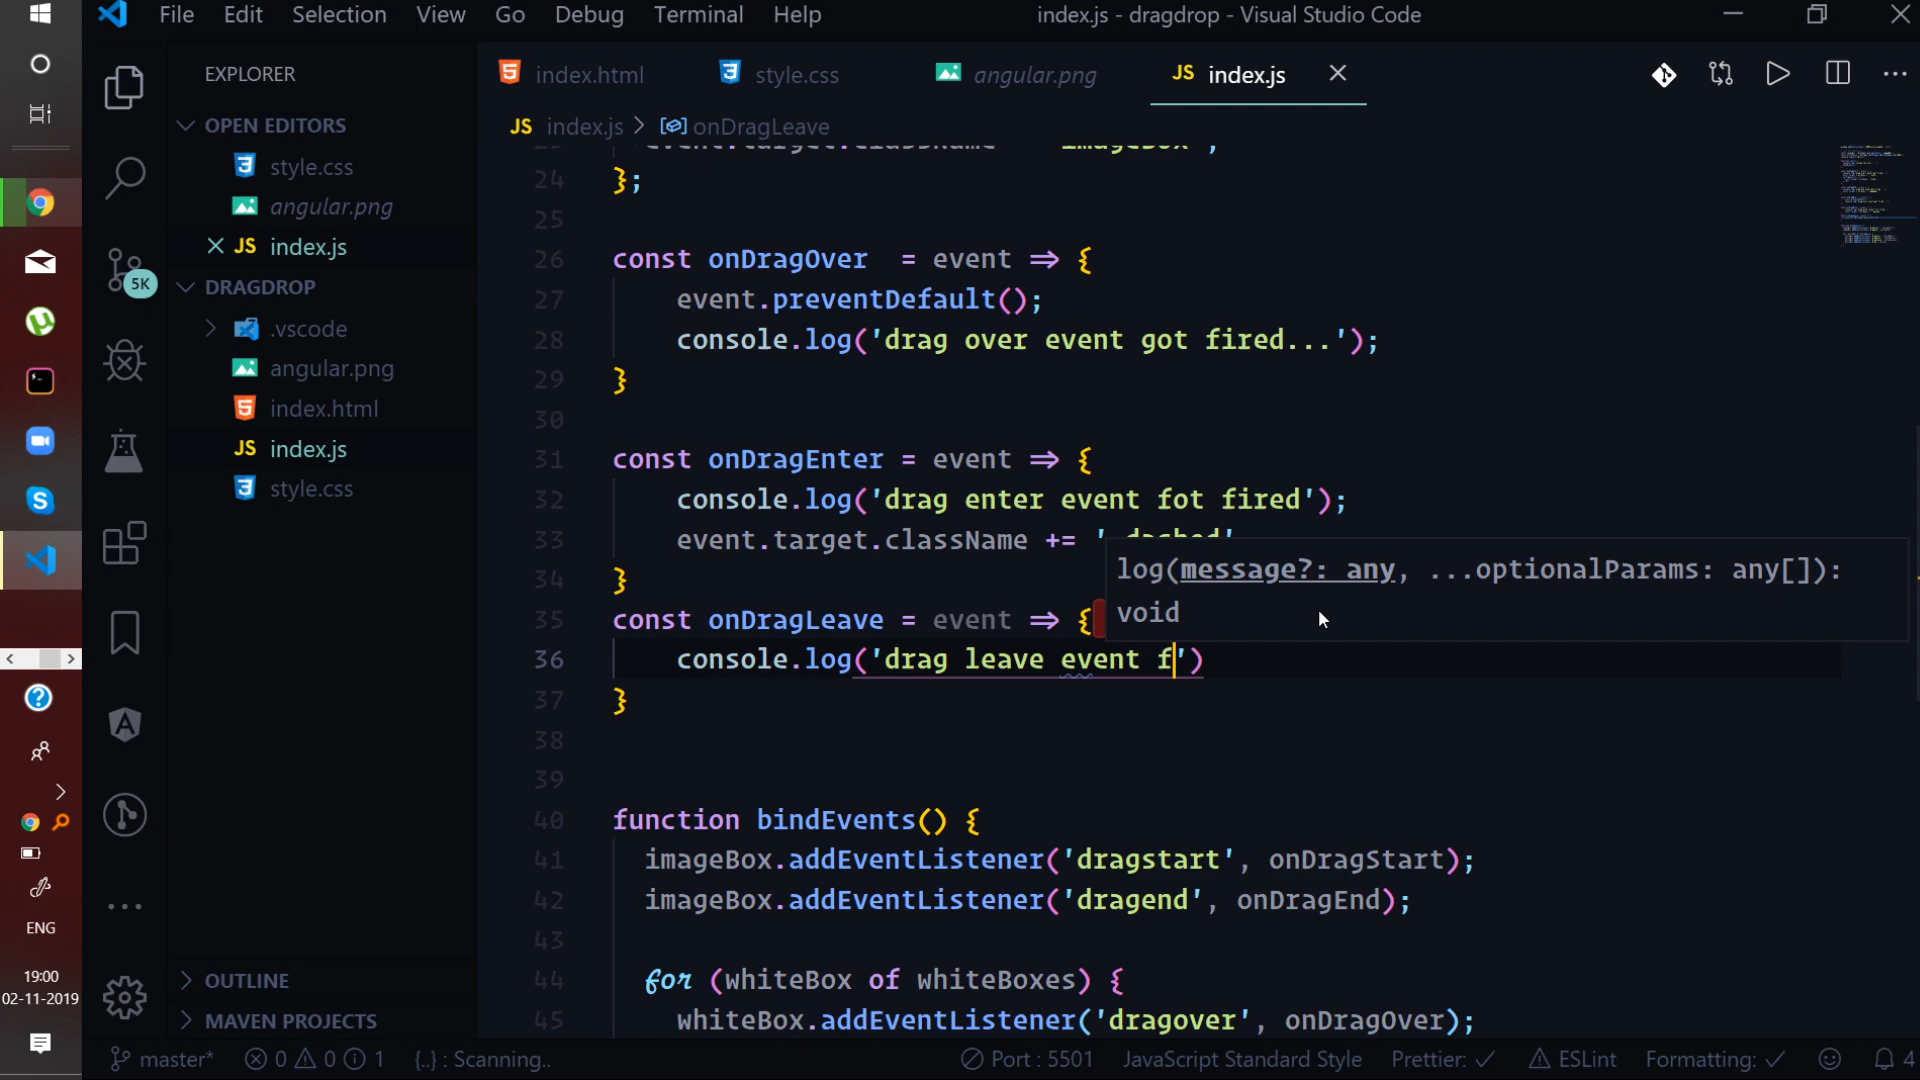 File Edit Selection View Go Debug Terminal Help
index.js - dragdrop - Visual Studio Code
EXPLORER
index.html
style.css
angular.png
JS index.js
OPEN EDITORS
style.css
angular.png
JS index.js
DRAGDROP
.vscode
angular.png
index.html
JS index.js
style.css
OUTLINE
MAVEN PROJECTS
5K
JS index.js > onDragLeave
24 };
25
26 const onDragOver  = event => {
27 event.preventDefault();
28 console.log('drag over event got fired...');
29 }
30
31 const onDragEnter = event => {
32 console.log('drag enter event fot fired');
33 event.target.className += ' dashed'
34 }
35 const onDragLeave = event => {
36 console.log('drag leave event f')
37 }
38
39
40 function bindEvents() {
41 imageBox.addEventListener('dragstart', onDragStart);
42 imageBox.addEventListener('dragend', onDragEnd);
43
44 for (whiteBox of whiteBoxes) {
45 whiteBox.addEventListener('dragover', onDragOver);
log(message?: any, ...optionalParams: any[]):
void
ENG
19:00
02-11-2019
master* 0 0 1 {..} : Scanning.. Port : 5501 JavaScript Standard Style Prettier: ✓ ESLint Formatting: ✓ 4